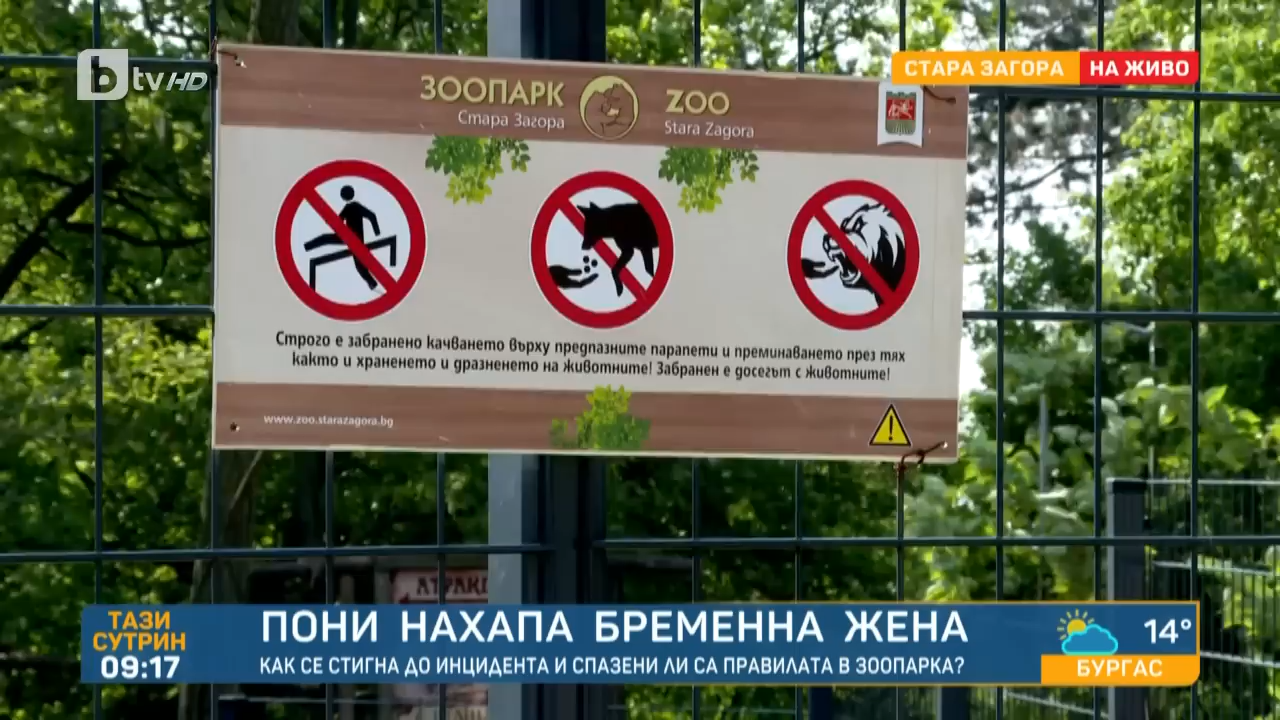 btv HD
СТАРА ЗАГОРА
НА ЖИВО
ЗООПАРК
Стара Загора
ZOO
Stara Zagora
Строго е забранено качването върху предпазните парапети и преминаването през тях
както и храненето и дразненето на животните! Забранен е досегът с животните!
www.zoo.starazagora.bg
ТАЗИ
СУТРИН
09:17
ПОНИ НАХАПА БРЕМЕННА ЖЕНА
КАК СЕ СТИГНА ДО ИНЦИДЕНТА И СПАЗЕНИ ЛИ СА ПРАВИЛАТА В ЗООПАРКА?
14°
БУРГАС